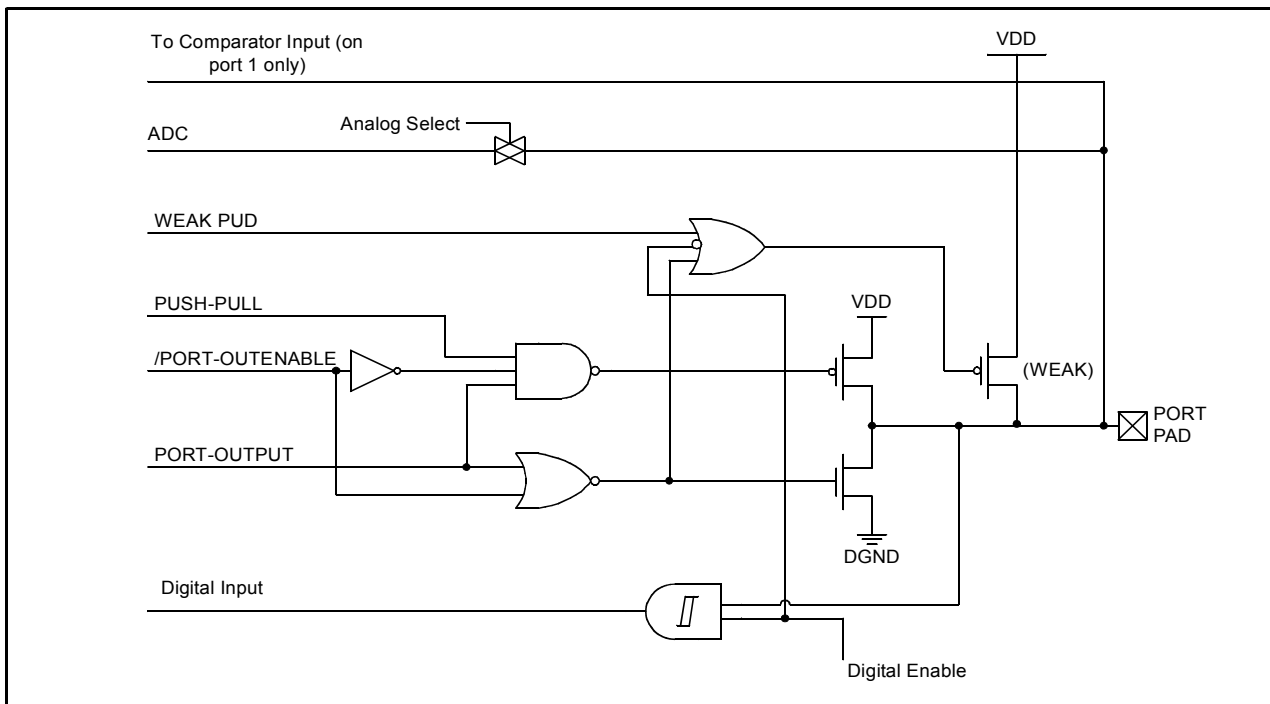 To Comparator Input (on
port 1 only)
VDD
Analog Select
ADC
WEAK PUD
PUSH-PULL
VDD
/PORT-OUTENABLE
(WEAK)
PORT
PAD
PORT-OUTPUT
DGND
Digital Input
Digital Enable